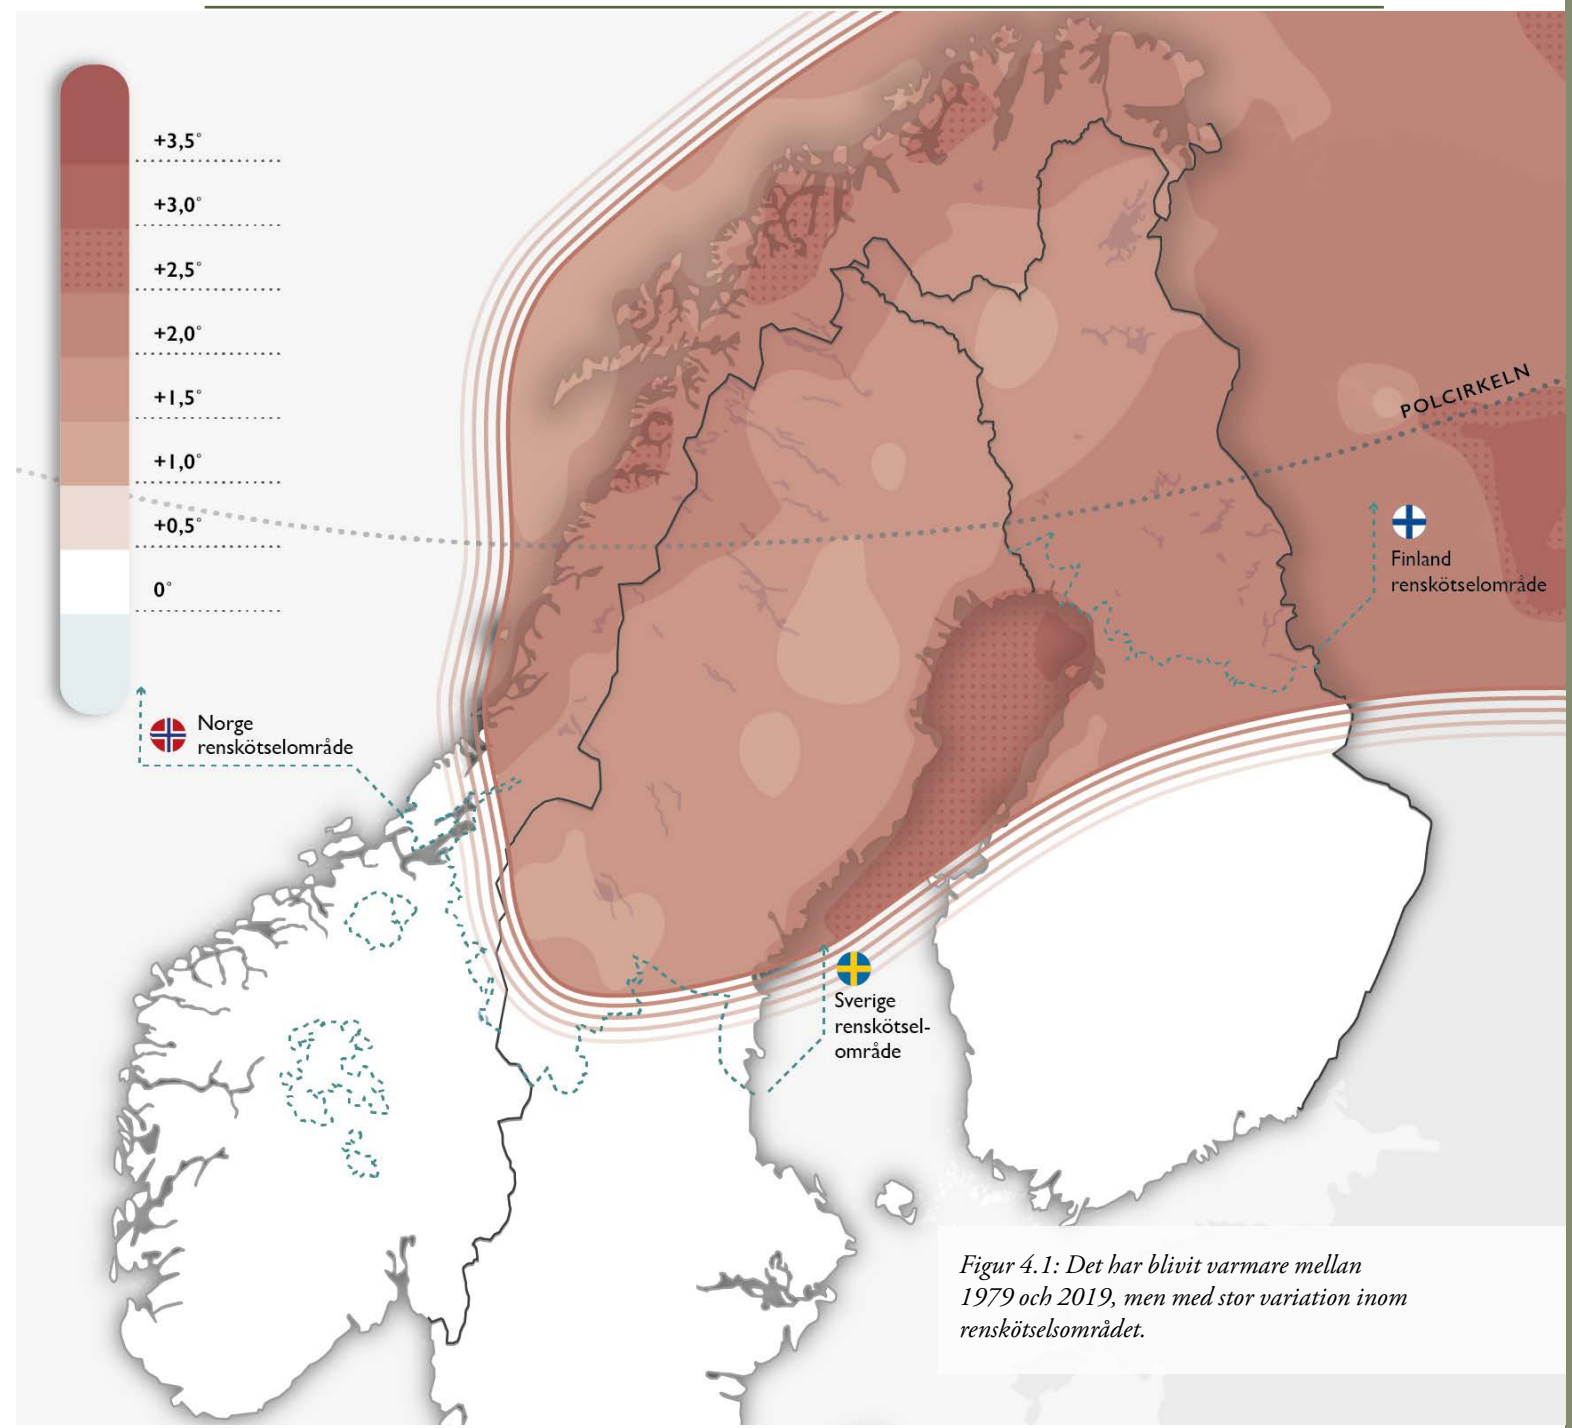 +3,5°
+3,0°
+2,5°
+2,0°
+1,5°
+1,0°
+0,5°
0°
POLCIRKELN
Finland
renskötselområde
Norge
renskötselområde
Sverige
renskötsel-
område
Figur 4.1: Det har blivit varmare mellan
1979 och 2019, men med stor variation inom
renskötselsområdet.